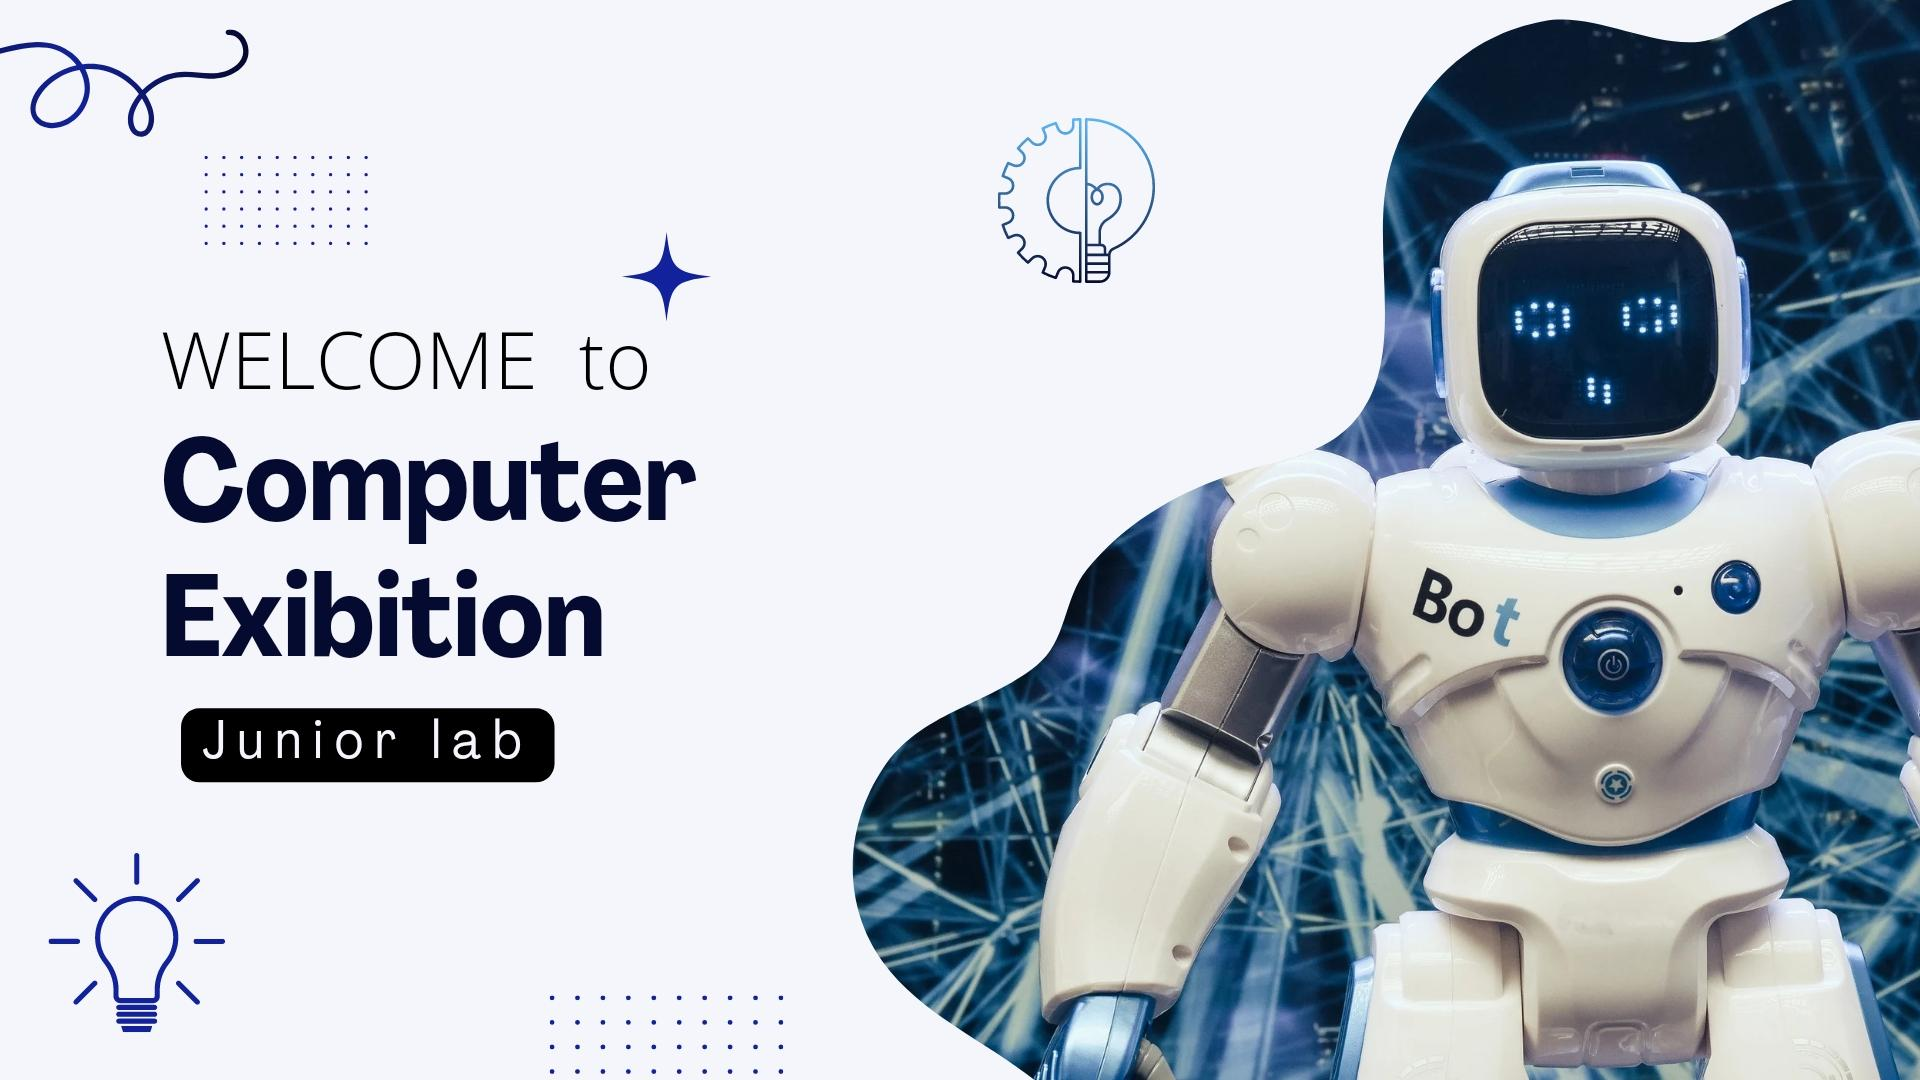 WELCOME to
Computer
Exibition
Junior lab
Bot